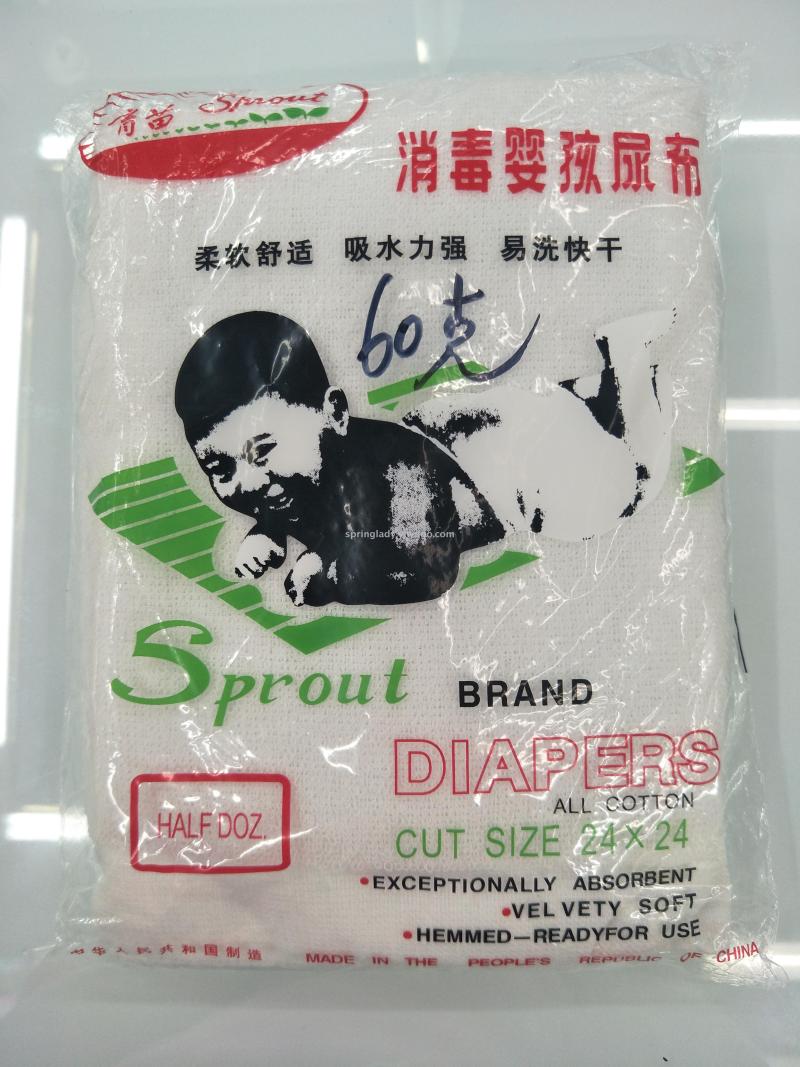 育苗 Sprout
消毒婴孩尿布
柔软舒适 吸水力强 易洗快干
60克
Sprout BRAND
DIAPERS
ALL COTTON
HALF DOZ.
CUT SIZE 24×24
•EXCEPTIONALLY ABSORBENT
•VELVETY SOFT
•HEMMED—READYFOR USE
中华人民共和国制造 MADE IN THE PEOPLE'S REPUBLIC OF CHINA